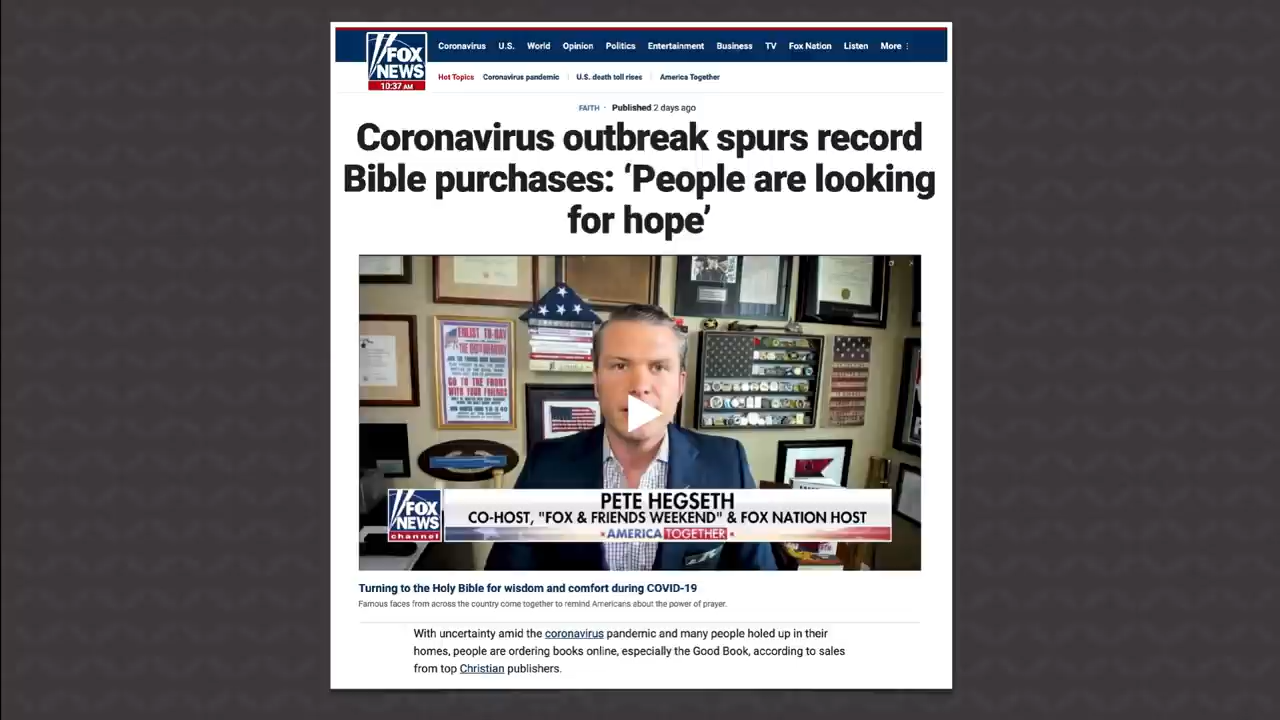 FOX
NEWS
10:37 AM
Coronavirus U.S. World Opinion Politics Entertainment Business TV Fox Nation Listen More
Hot Topics Coronavirus pandemic U.S. death toll rises America Together
FAITH · Published 2 days ago
Coronavirus outbreak spurs record
Bible purchases: ‘People are looking
for hope’
ENLIST TO-DAY
GO TO THE FRONT
WITH YOUR FRIENDS
FOX
NEWS
channel
PETE HEGSETH
CO-HOST, "FOX & FRIENDS WEEKEND" & FOX NATION HOST
AMERICA TOGETHER
Turning to the Holy Bible for wisdom and comfort during COVID-19
Famous faces from across the country come together to remind Americans about the power of prayer.
With uncertainty amid the coronavirus pandemic and many people holed up in their
homes, people are ordering books online, especially the Good Book, according to sales
from top Christian publishers.